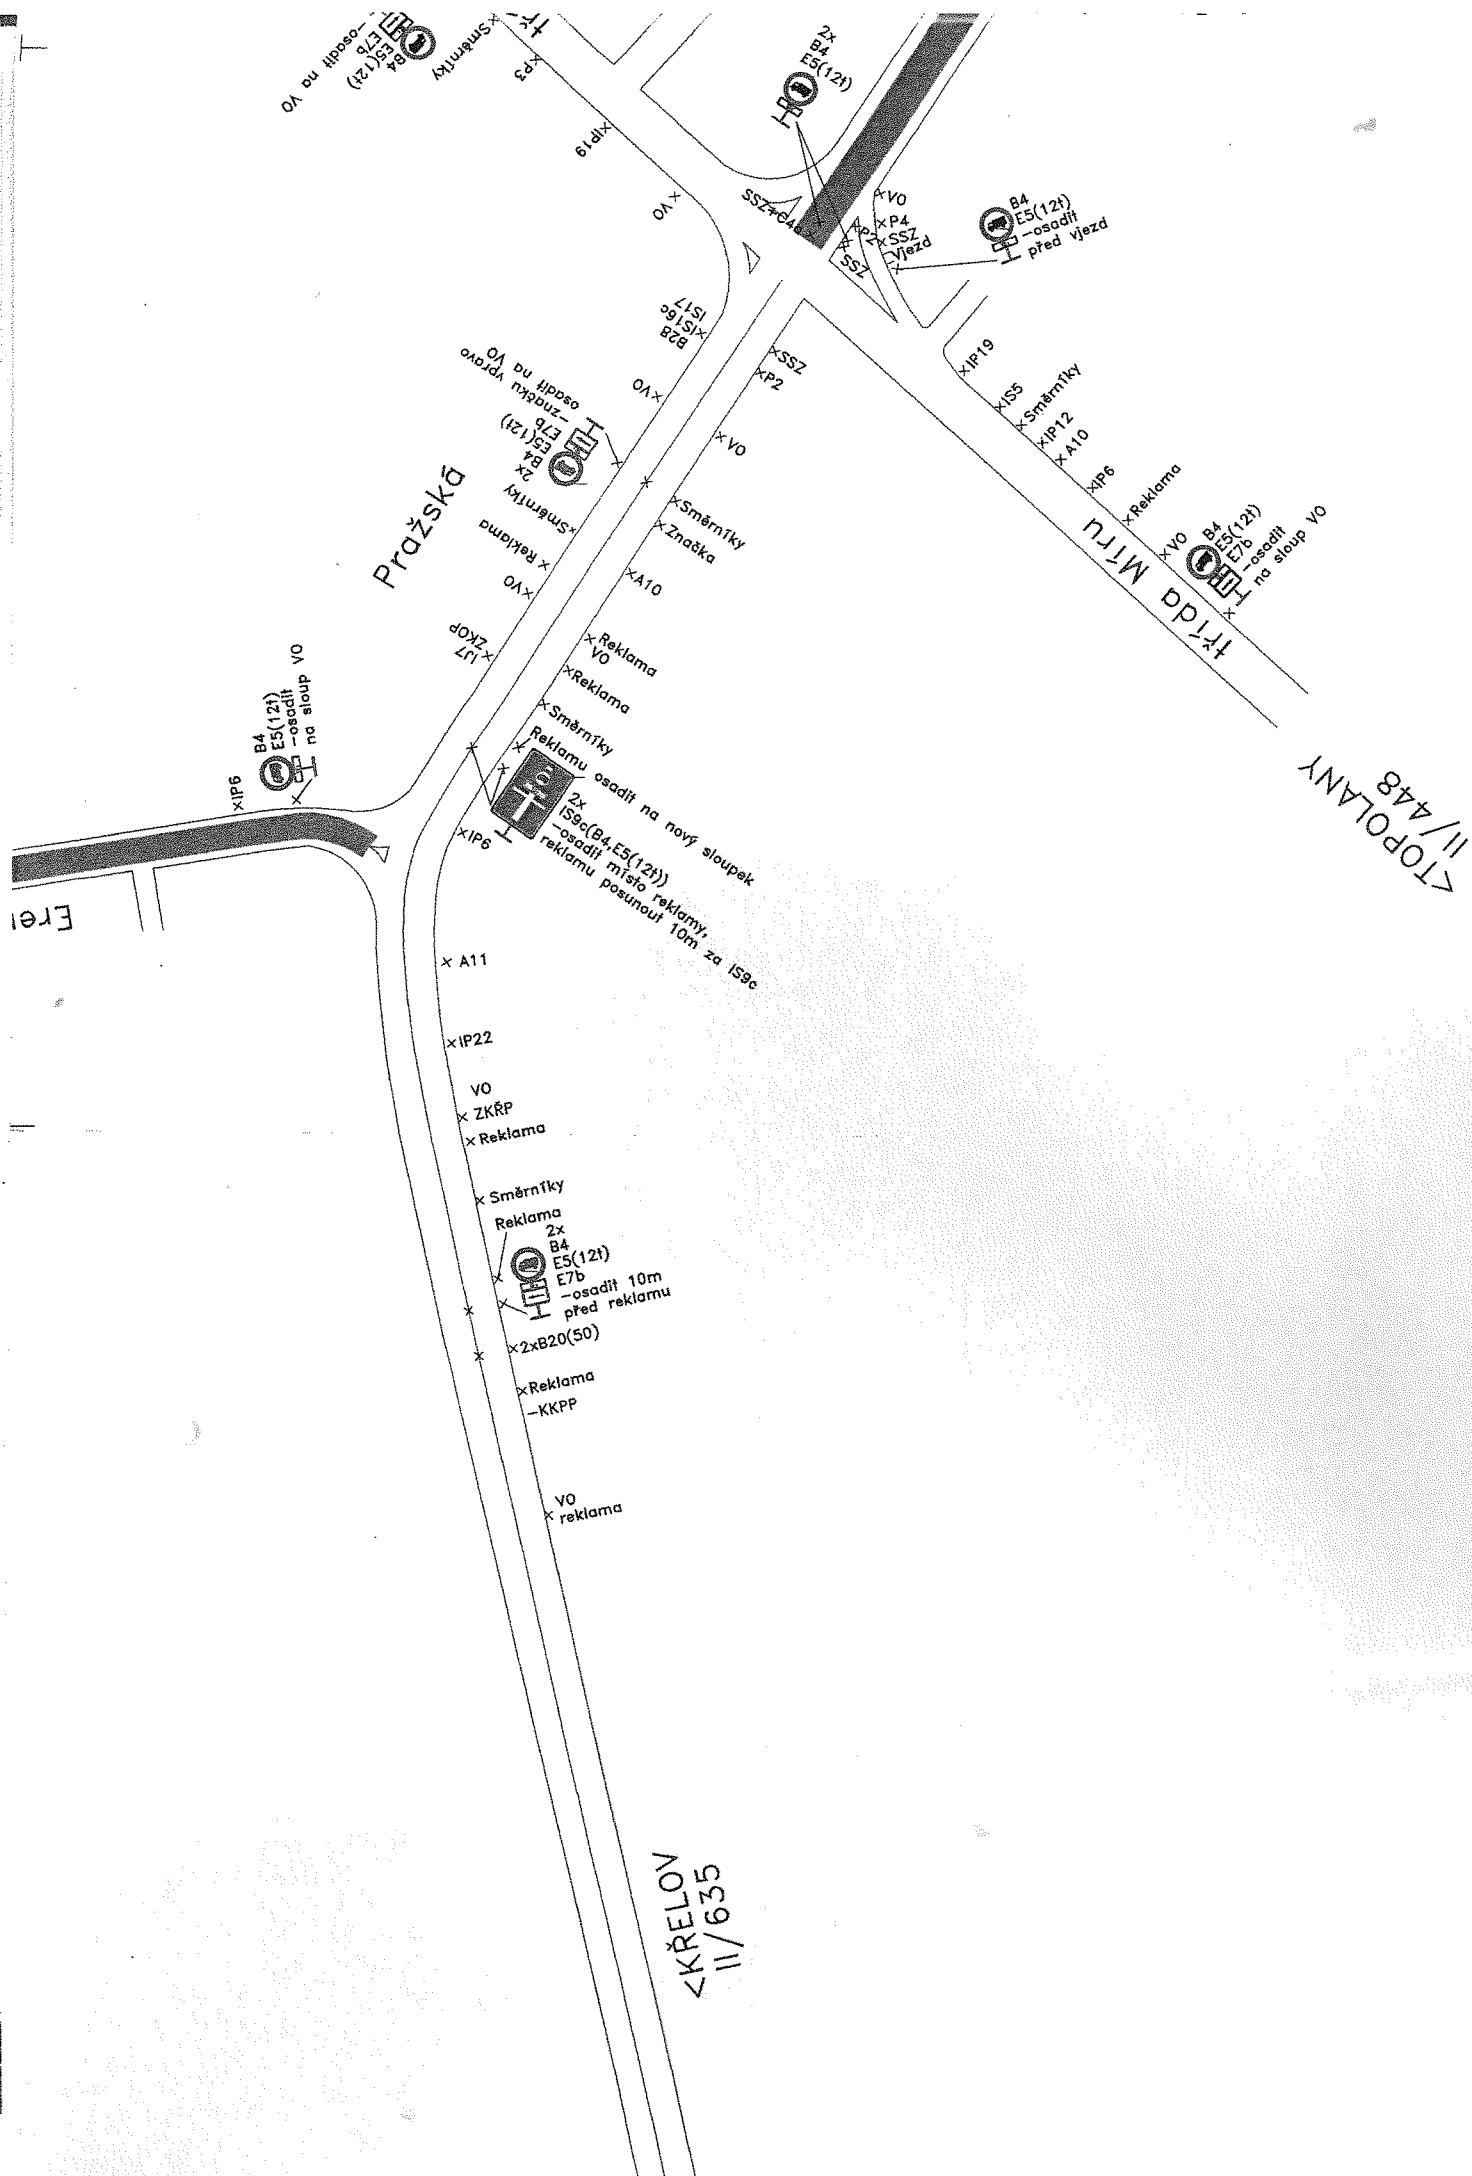 B4
E5(12t)
E7b
-osadit na VO
Směrníky
P3
IP19
VO
2x
B4
E5(12t)
VO
P4
SSZ
Vjezd
P2
SSZ
B4
E5(12t)
-osadit
před vjezd
B28
IS16c
IS17
VO
2x
B4
E5(12t)
E7b
-značku vpravo
osadit na VO
Směrníky
Reklama
VO
IJ7
ZKOP
Pražská
SSZ
P2
VO
Směrníky
Značka
A10
Reklama
VO
Reklama
Směrníky
Reklamu osadit na nový sloupek
2x
IS9c(B4,E5(12t))
-osadit místo reklamy,
reklamu posunout 10m za IS9c
IP19
IS5
Směrníky
IP12
A10
IP6
Reklama
VO
B4
E5(12t)
E7b
-osadit
na sloup VO
třída Míru
<TOPOLANY
II/448
IP6
B4
E5(12t)
-osadit
na sloup VO
IP6
A11
IP22
VO
ZKŘP
Reklama
Směrníky
Reklama
2x
B4
E5(12t)
E7b
-osadit 10m
před reklamu
2xB20(50)
Reklama
-KKPP
VO
reklama
<KŘELOV
II/635